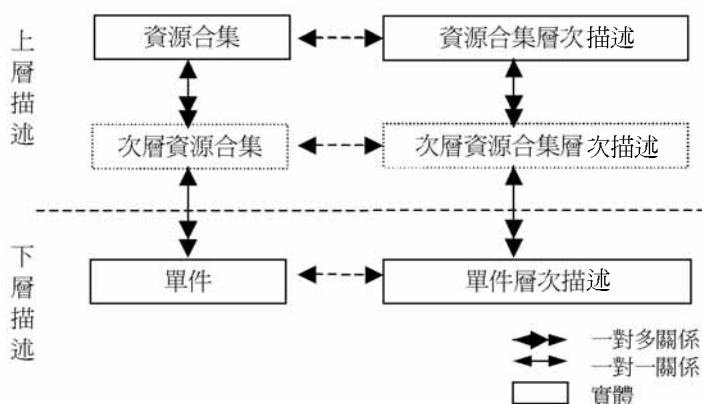 上層描述
資源合集
資源合集層次描述
次層資源合集
次層資源合集層次描述
下層描述
單件
單件層次描述
一對多關係
一對一關係
實體